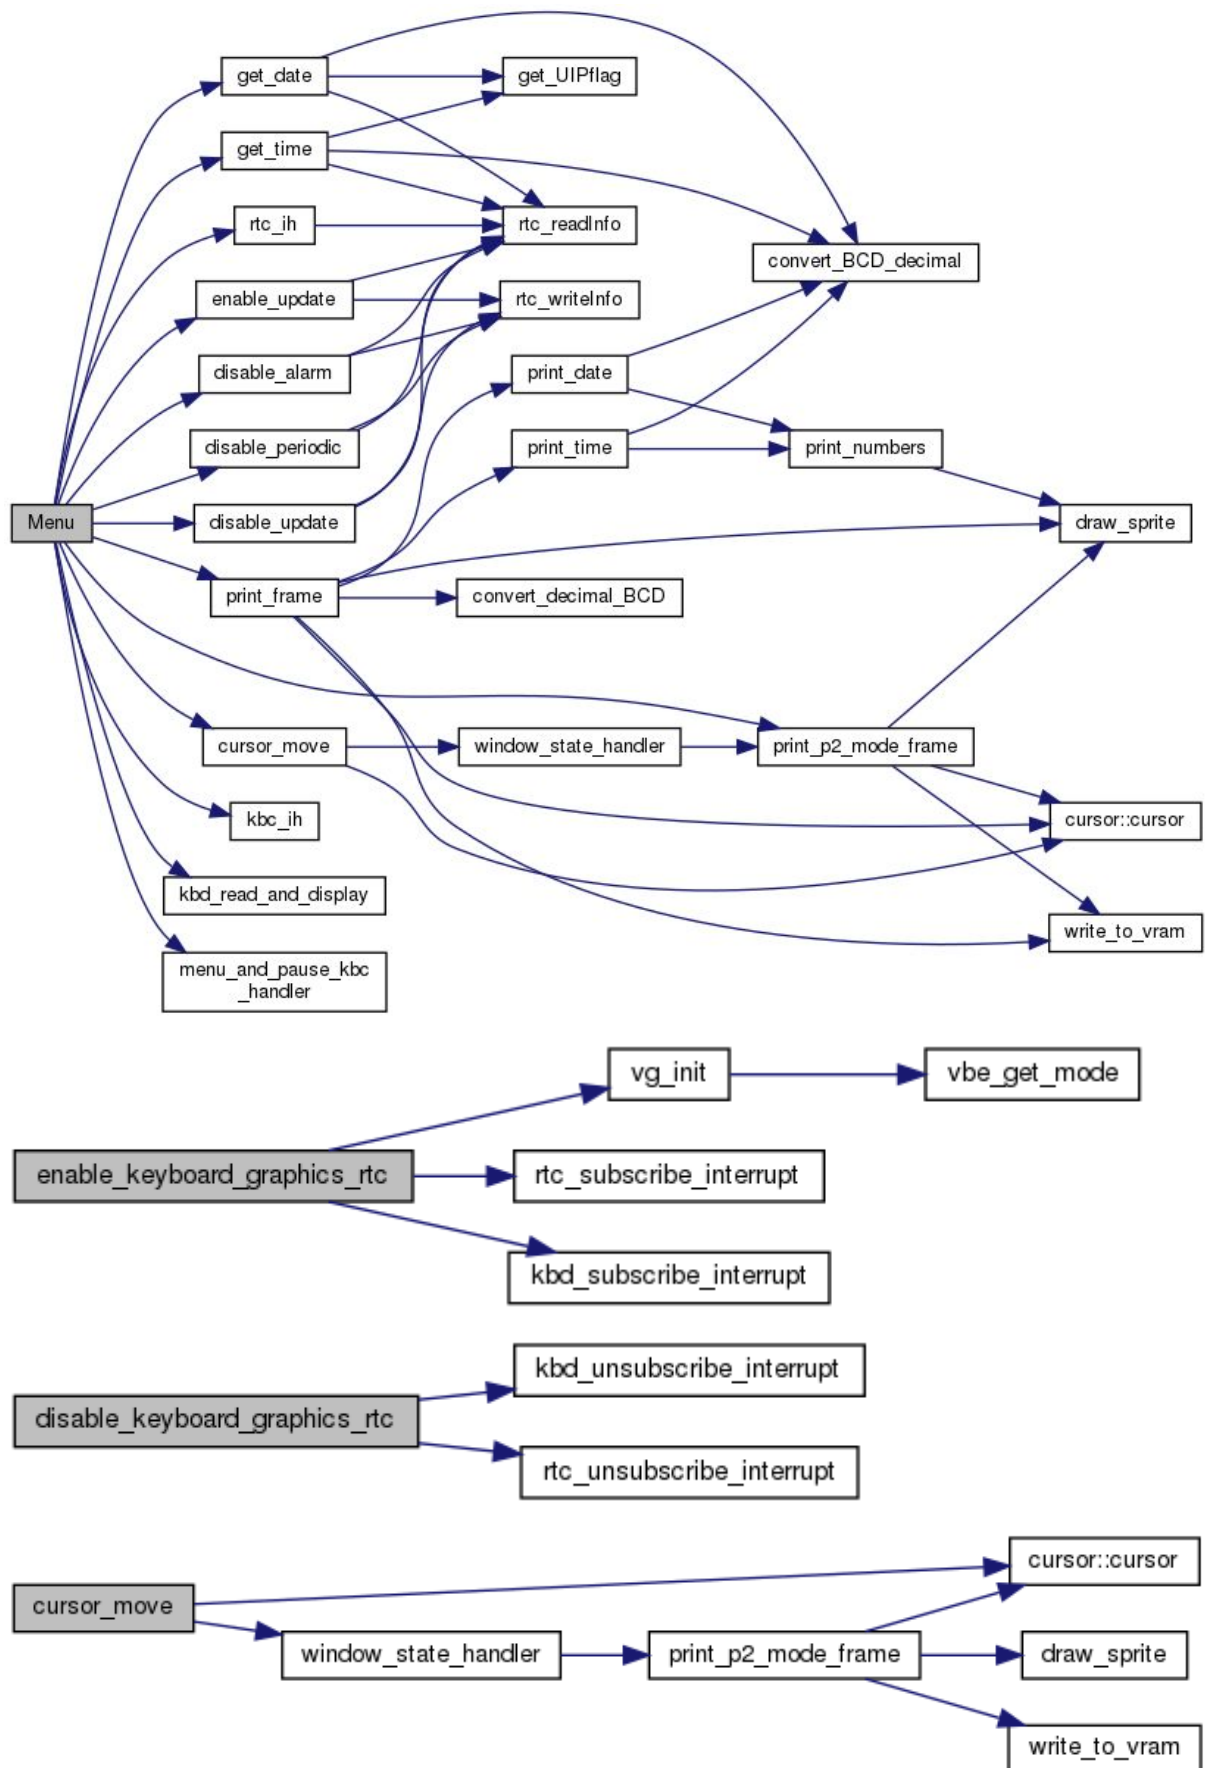 get_date
get_UIPflag
get_time
rtc_ih
rtc_readInfo
convert_BCD_decimal
enable_update
rtc_writeInfo
disable_alarm
print_date
disable_periodic
print_time
print_numbers
Menu
disable_update
draw_sprite
print_frame
convert_decimal_BCD
cursor_move
window_state_handler
print_p2_mode_frame
kbc_ih
cursor::cursor
kbd_read_and_display
write_to_vram
menu_and_pause_kbc
_handler
vg_init
vbe_get_mode
enable_keyboard_graphics_rtc
rtc_subscribe_interrupt
kbd_subscribe_interrupt
kbd_unsubscribe_interrupt
disable_keyboard_graphics_rtc
rtc_unsubscribe_interrupt
cursor::cursor
cursor_move
window_state_handler
print_p2_mode_frame
draw_sprite
write_to_vram